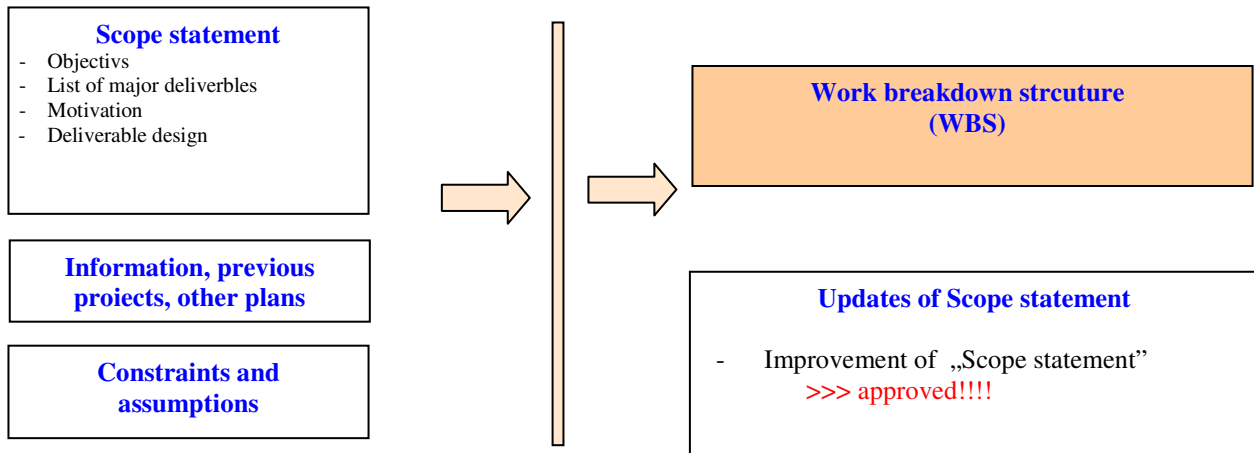 Scope statement
- Objectivs
- List of major deliverbles
- Motivation
- Deliverable design
Information, previous
proiects, other plans
Constraints and
assumptions
Work breakdown strcuture
(WBS)
Updates of Scope statement
- Improvement of „Scope statement”
>>> approved!!!!